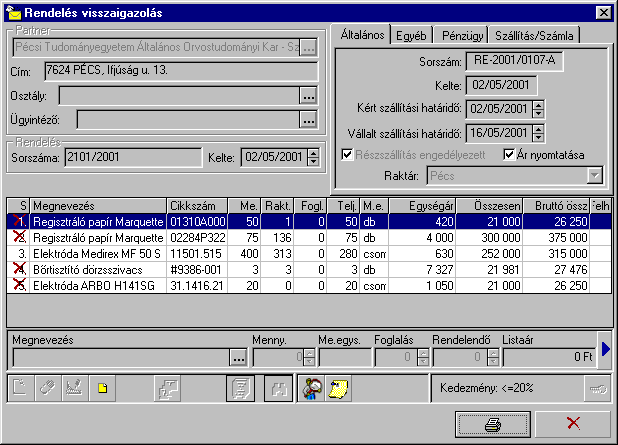 Rendelés visszaigazolás
Partner
Pécsi Tudományegyetem Általános Orvostudományi Kar - Sz ...
Cím: 7624 PÉCS, Ifjúság u. 13.
Osztály: ...
Ügyintéző: ...
Rendelés
Sorszáma: 2101/2001 Kelte: 02/05/2001
Általános Egyéb Pénzügy Szállítás/Számla
Sorszám: RE-2001/0107-A
Kelte: 02/05/2001
Kért szállítási határidő: 02/05/2001
Vállalt szállítási határidő: 16/05/2001
Részszállítás engedélyezett Ár nyomtatása
Raktár: Pécs
S Megnevezés Cikkszám Me. Rakt. Fogl. Telj. M.e. Egységár Összesen Bruttó össz Felh
1. Regisztráló papír Marquette 01310A000 50 1 0 50 db 420 21 000 26 250
2. Regisztráló papír Marquette 02284P322 75 136 0 75 db 4 000 300 000 375 000
3. Elektróda Medirex MF 50 S 11501.515 400 313 0 280 csom 630 252 000 315 000
4. Bőrtisztító dörzsszivacs #9386-001 3 3 0 3 db 7 327 21 981 27 476
5. Elektróda ARBO H141SG 31.1416.21 20 0 0 20 csom 1 050 21 000 26 250
Megnevezés Menny. Me.egys. Foglalás Rendelendő Listaár
... 0 0 0 0 Ft
Kedezmény: <=20%